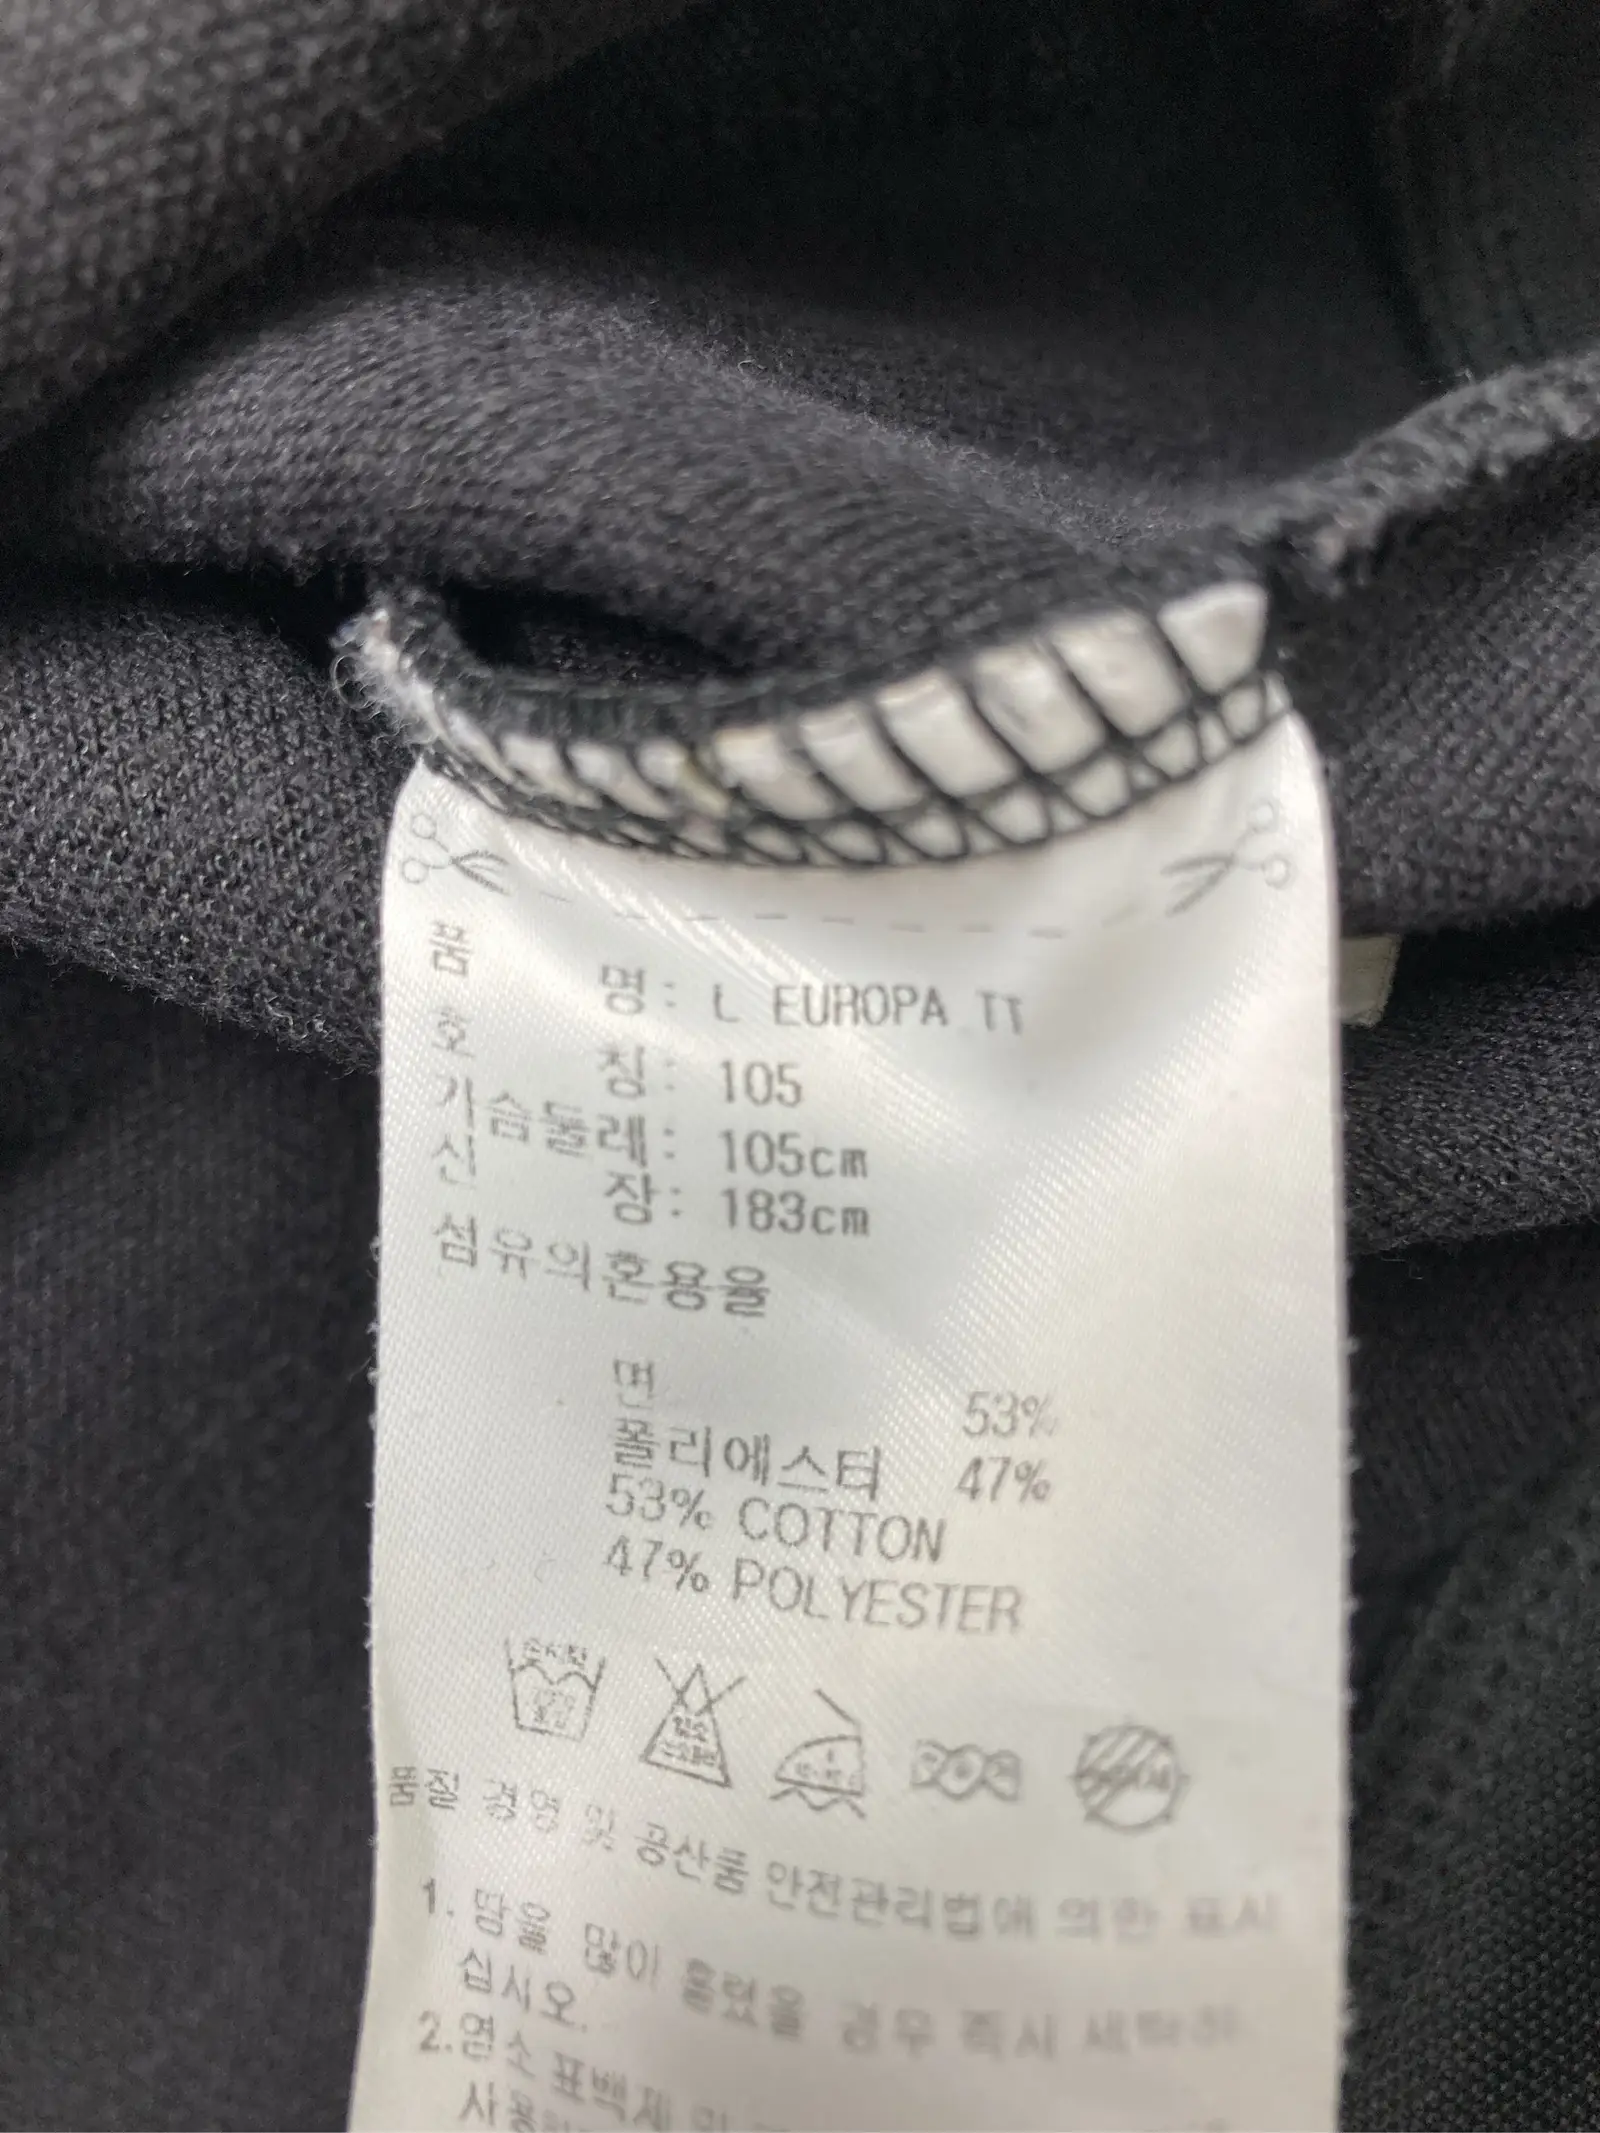 품 명: L EUROPA TT
호 칭: 105
가슴둘레: 105cm
신 장: 183cm
섬유의혼용율
면 53%
폴리에스터 47%
53% COTTON
47% POLYESTER
품질 경영 및 공산품 안전관리법에 의한 표시
1. 땀을 많이 흘렸을 경우 즉시 세탁하
십시오.
2. 염소 표백제 및
사용